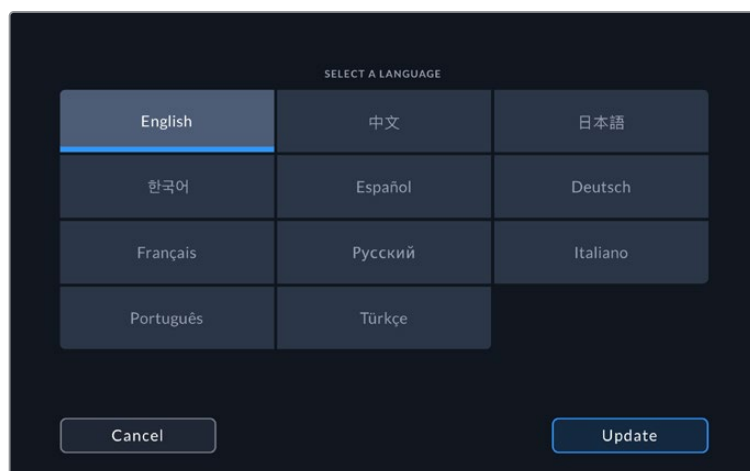 SELECT A LANGUAGE
English 中文 日本語
한국어 Español Deutsch
Français Русский Italiano
Português Türkçe
Cancel Update